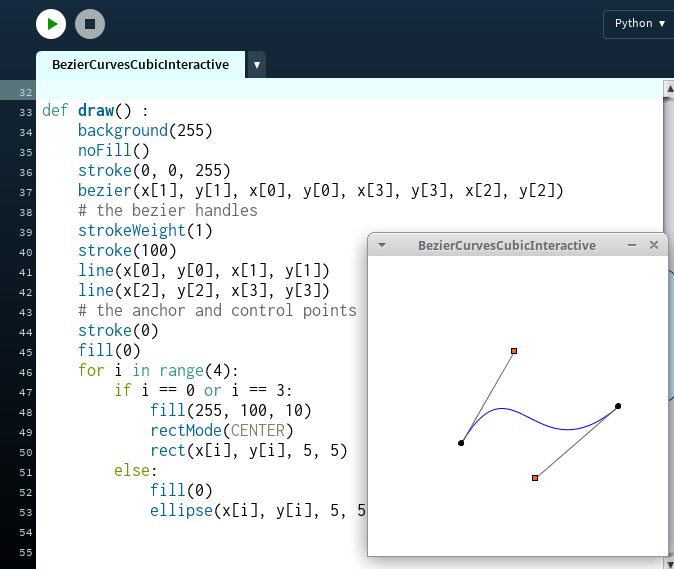 Python ▼
BezierCurvesCubicInteractive ▼
32
33 def draw() :
34     background(255)
35     noFill()
36     stroke(0, 0, 255)
37     bezier(x[1], y[1], x[0], y[0], x[3], y[3], x[2], y[2])
38     # the bezier handles
39     strokeWeight(1)
40     stroke(100)
41     line(x[0], y[0], x[1], y[1])
42     line(x[2], y[2], x[3], y[3])
43     # the anchor and control points
44     stroke(0)
45     fill(0)
46     for i in range(4):
47         if i == 0 or i == 3:
48             fill(255, 100, 10)
49             rectMode(CENTER)
50             rect(x[i], y[i], 5, 5)
51         else:
52             fill(0)
53             ellipse(x[i], y[i], 5, 5
54
55
BezierCurvesCubicInteractive